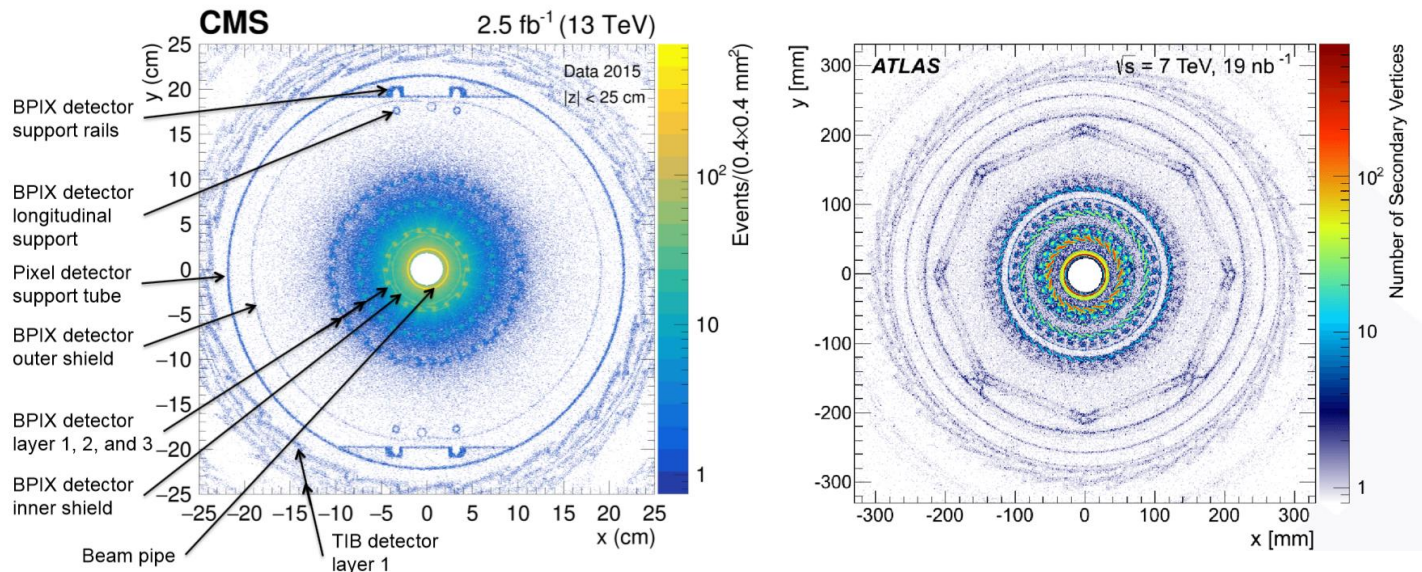 CMS
2.5 fb⁻¹ (13 TeV)
Data 2015
|z| < 25 cm
y (cm)
25
20
15
10
5
0
−5
−10
−15
−20
−25
−25 −20 −15 −10 −5 0 5 10 15 20 25
x (cm)
Events/(0.4×0.4 mm²)
10²
10
1
BPIX detector
support rails
BPIX detector
longitudinal
support
Pixel detector
support tube
BPIX detector
outer shield
BPIX detector
layer 1, 2, and 3
BPIX detector
inner shield
Beam pipe
TIB detector
layer 1
ATLAS
√s = 7 TeV, 19 nb⁻¹
y [mm]
300
200
100
0
-100
-200
-300
-300 -200 -100 0 100 200 300
x [mm]
Number of Secondary Vertices
10²
10
1